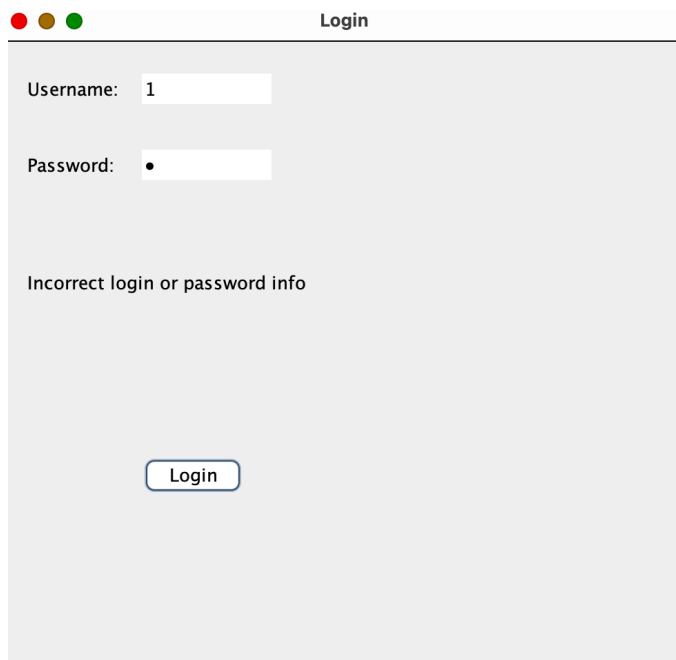 Login
Username: 1
Password: •
Incorrect login or password info
Login